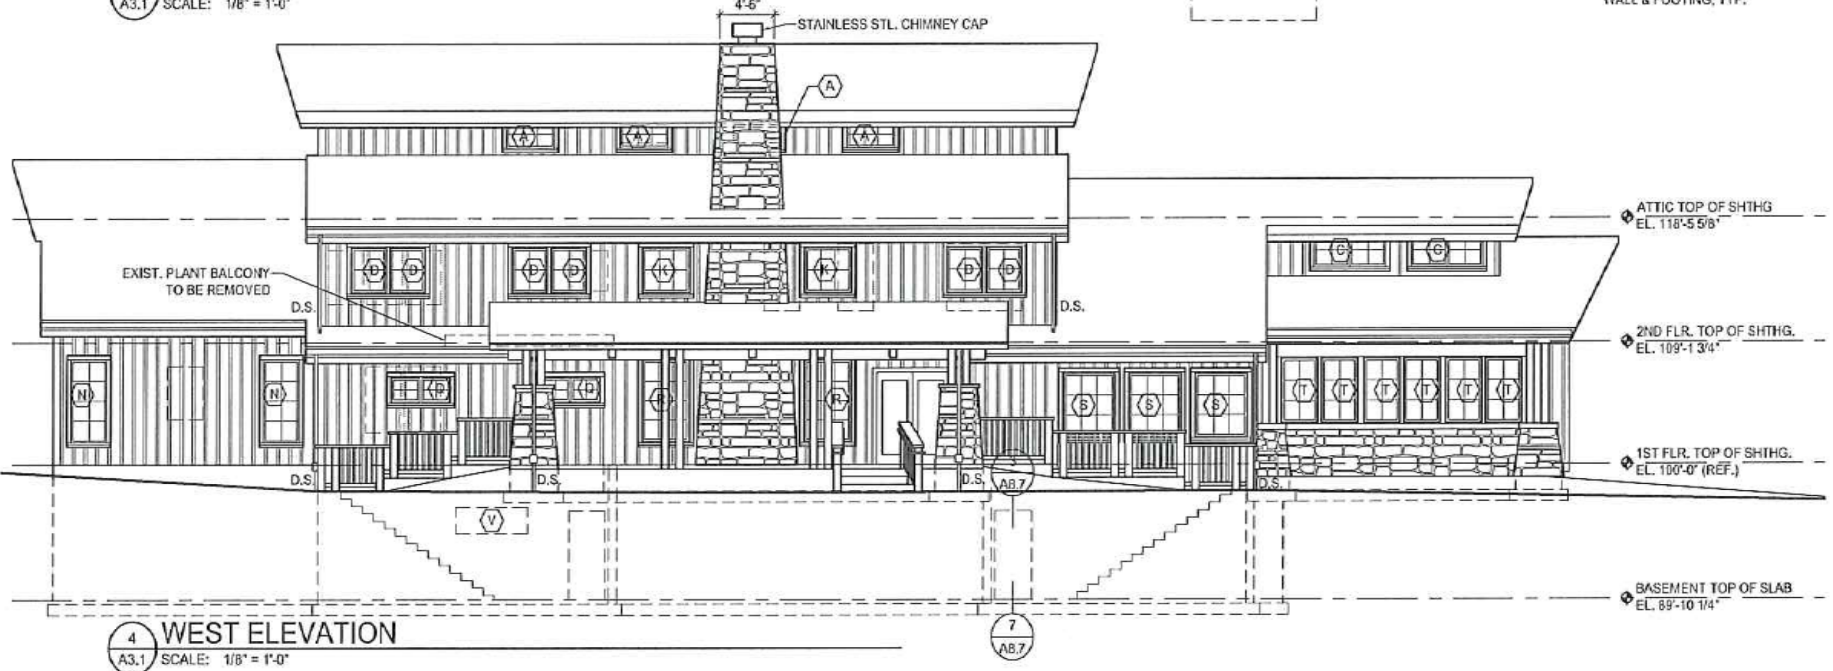 A3.1
SCALE: 1/8" = 1'-0"
4'-6"
WALL & FOOTING, TYP.
STAINLESS STL. CHIMNEY CAP
A
A
A
A
ATTIC TOP OF SHTHG
EL. 118'-5 5/8"
C
C
D
D
D
D
K
K
D
D
EXIST. PLANT BALCONY
TO BE REMOVED
D.S.
D.S.
2ND FLR. TOP OF SHTHG.
EL. 109'-1 3/4"
N
N
Q
Q
R
R
S
S
S
T
T
T
T
T
T
1ST FLR. TOP OF SHTHG.
EL. 100'-0" (REF.)
D.S.
D.S.
D.S.
D.S.
A8.7
V
BASEMENT TOP OF SLAB
EL. 89'-10 1/4"
4
A3.1
WEST ELEVATION
SCALE: 1/8" = 1'-0"
7
A8.7